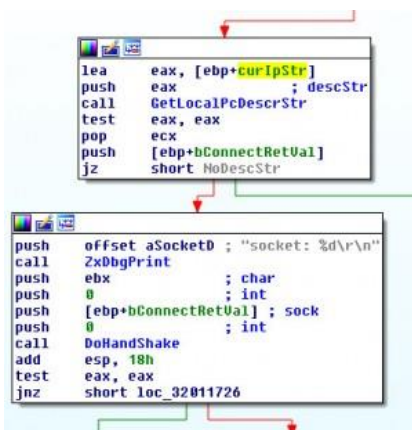 lea eax, [ebp+curIpStr]
push eax ; descStr
call GetLocalPcDescrStr
test eax, eax
pop ecx
push [ebp+bConnectRetVal]
jz short NoDescStr
push offset aSocketD ; "socket: %d\r\n"
call ZxDbgPrint
push ebx ; char
push 0 ; int
push [ebp+bConnectRetVal] ; sock
push 0 ; int
call DoHandShake
add esp, 18h
test eax, eax
jnz short loc_32011726